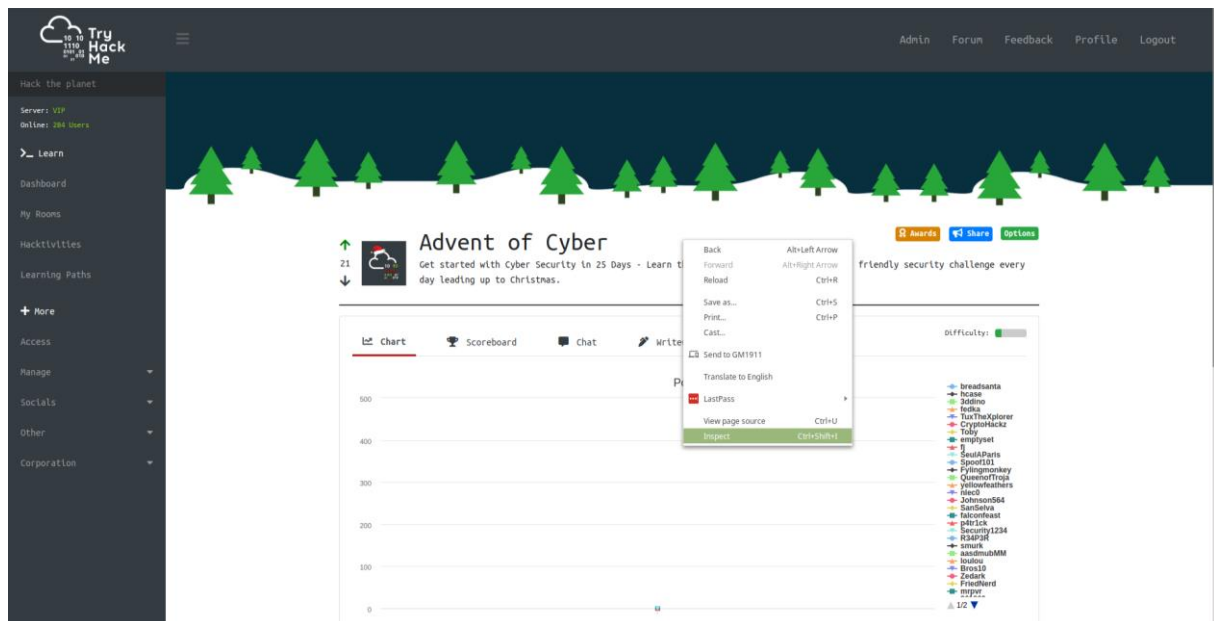 Try
Hack
Me
10 10
1110
Admin Forum Feedback Profile Logout
Hack the planet
Server: VIP
Online: 204 Users
>_ Learn
Dashboard
My Rooms
Hacktivities
Learning Paths
+ More
Access
Manage
Socials
Other
Corporation
Awards Share Options
21
Advent of Cyber
Get started with Cyber Security in 25 Days - Learn t
friendly security challenge every
day leading up to Christmas.
Back Alt+Left Arrow
Forward Alt+Right Arrow
Reload Ctrl+R
Save as... Ctrl+S
Print... Ctrl+P
Cast...
Send to GM1911
Translate to English
LastPass
View page source Ctrl+U
Inspect Ctrl+Shift+I
Chart Scoreboard Chat Write
Difficulty:
500
400
300
200
100
0
breadsanta
hcase
3ddino
fedka
TuxTheXplorer
CryptoHackz
Toby
emptyset
fj
SeulAParis
Spoof101
Fylingmonkey
QueenofTroja
yellowfeathers
nlec0
Johnson564
SanSelva
falconfeast
p4tr1ck
Security1234
R34P3R
smurk
aasdmubMM
loulou
Bros10
Zedark
FriedNerd
mrpvr
1/2